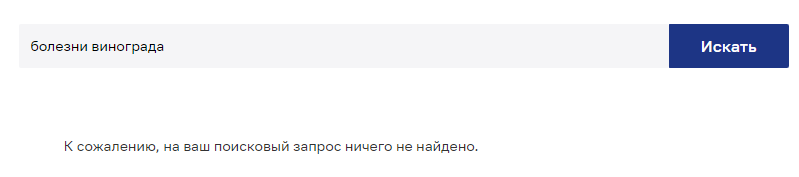 болезни винограда
Искать
К сожалению, на ваш поисковый запрос ничего не найдено.